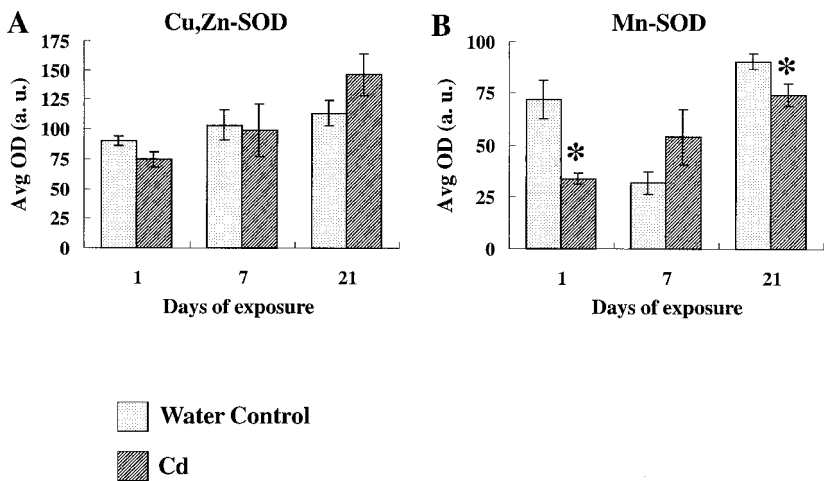 A
Cu,Zn-SOD
Avg OD (a. u.)
175
150
125
100
75
50
25
0
1
7
21
Days of exposure
B
Mn-SOD
Avg OD (a. u.)
100
75
50
25
0
*
*
1
7
21
Days of exposure
Water Control
Cd